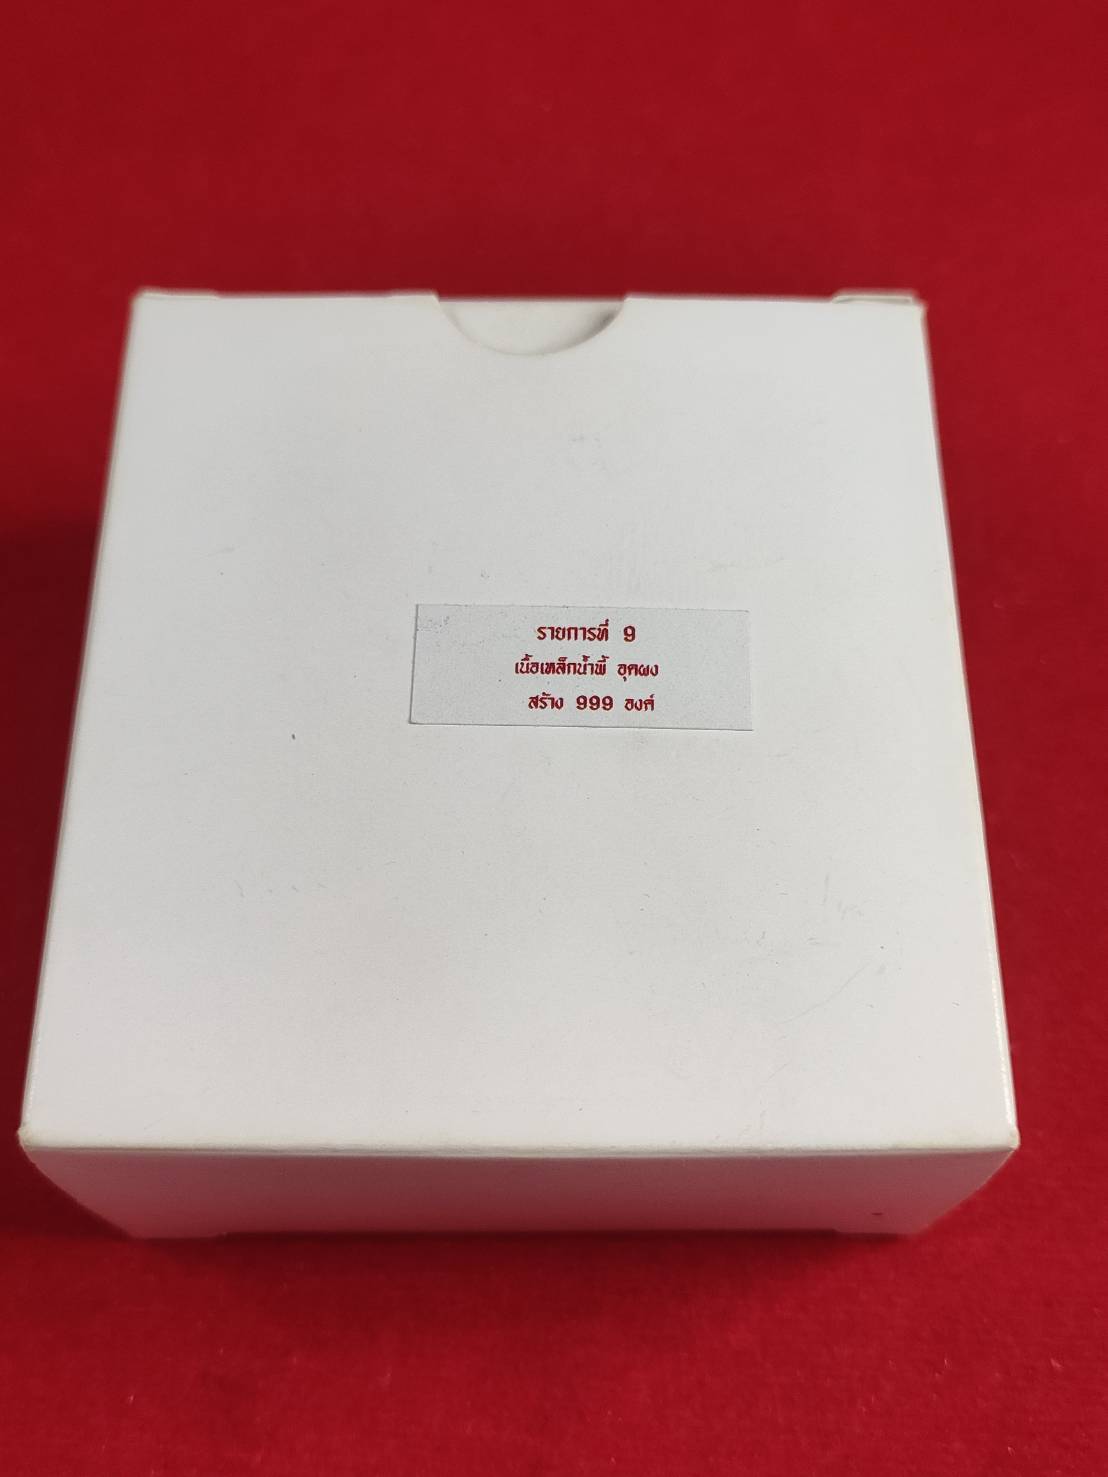 รายการที่ 9
เนื้อเหล็กน้ำพี้ อุดผง
สร้าง 999 องค์